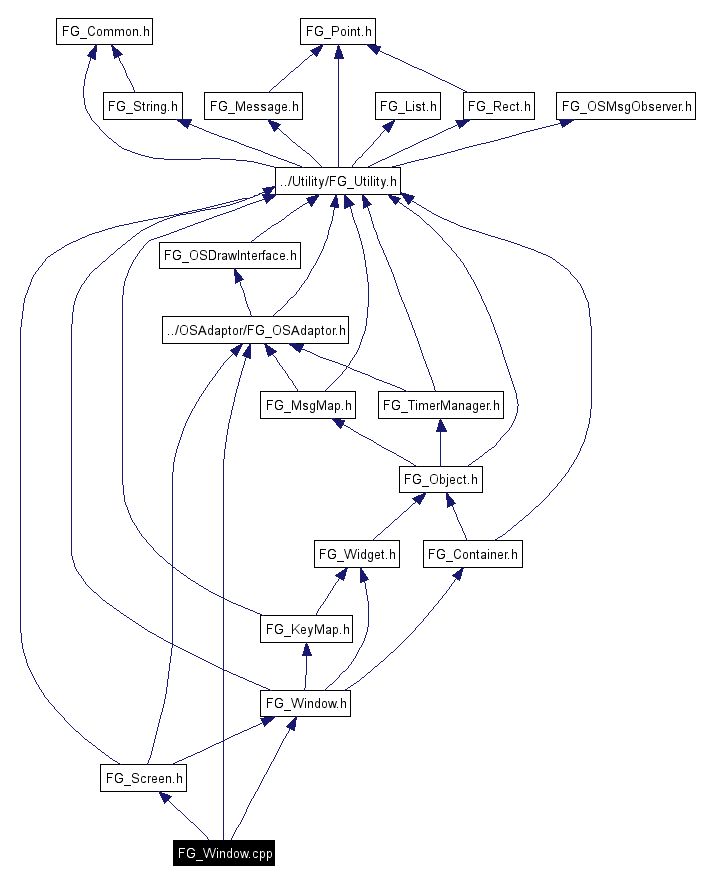 FG_Common.h
FG_Point.h
FG_String.h
FG_Message.h
FG_List.h
FG_Rect.h
FG_OSMsgObserver.h
../Utility/FG_Utility.h
FG_OSDrawInterface.h
../OSAdaptor/FG_OSAdaptor.h
FG_MsgMap.h
FG_TimerManager.h
FG_Object.h
FG_Widget.h
FG_Container.h
FG_KeyMap.h
FG_Window.h
FG_Screen.h
FG_Window.cpp